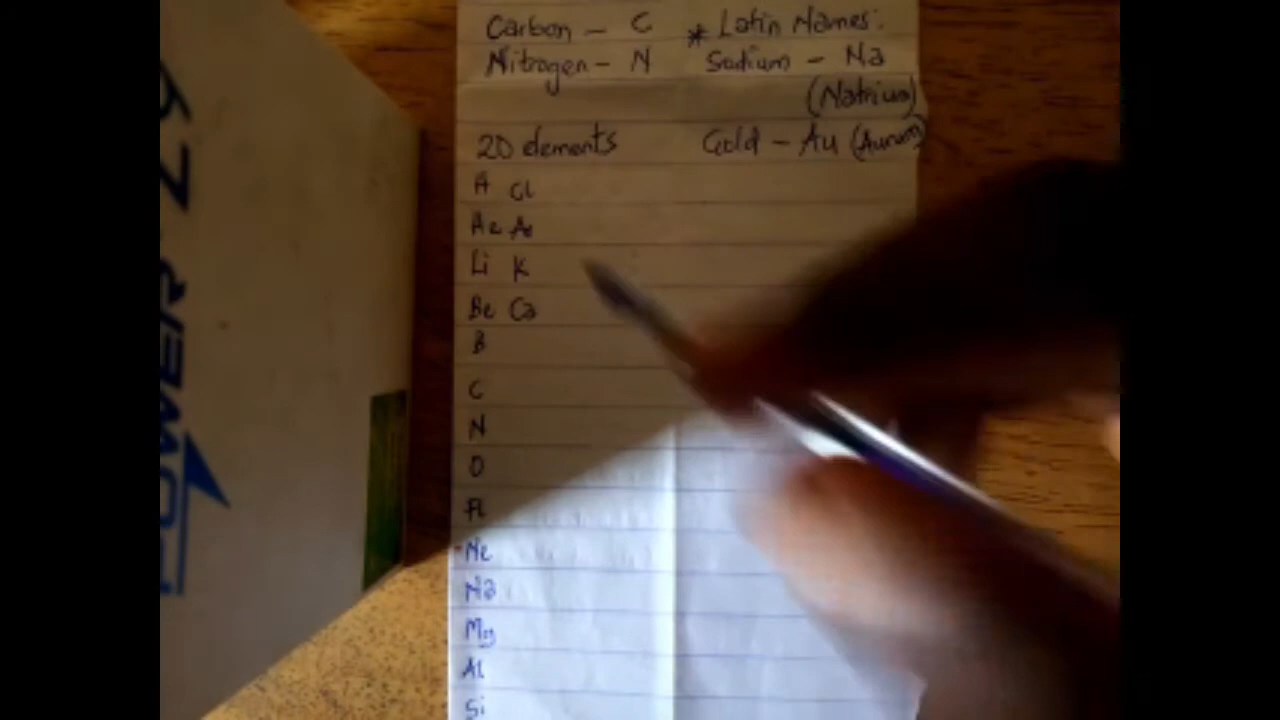 Carbon - C
Nitrogen - N
* Latin Names:
Sodium - Na
(Natrium)
Gold - Au (Aurum)
20 elements
H Cl
He Ar
Li K
Be Ca
B
C
N
O
Fl
Ne
Na
Mg
Al
Si